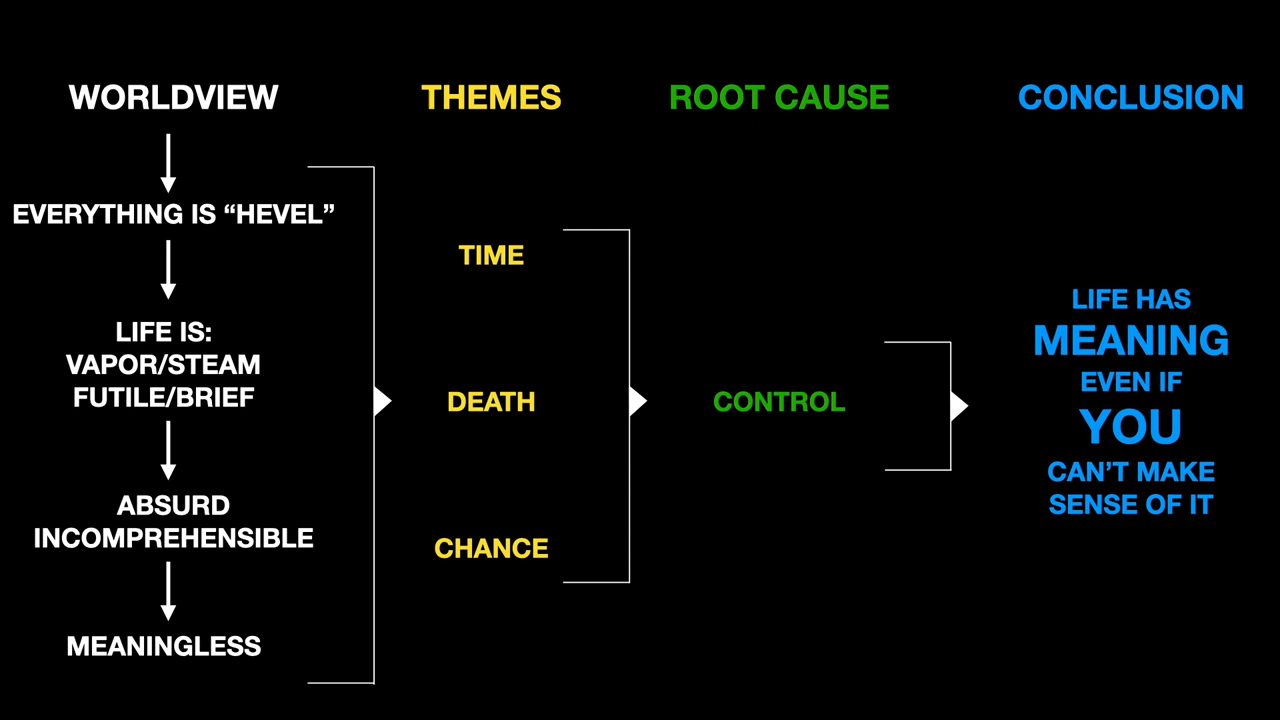 WORLDVIEW
EVERYTHING IS “HEVEL”
LIFE IS:
VAPOR/STEAM
FUTILE/BRIEF
ABSURD
INCOMPREHENSIBLE
MEANINGLESS
THEMES
TIME
DEATH
CHANCE
ROOT CAUSE
CONTROL
CONCLUSION
LIFE HAS
MEANING
EVEN IF
YOU
CAN’T MAKE
SENSE OF IT